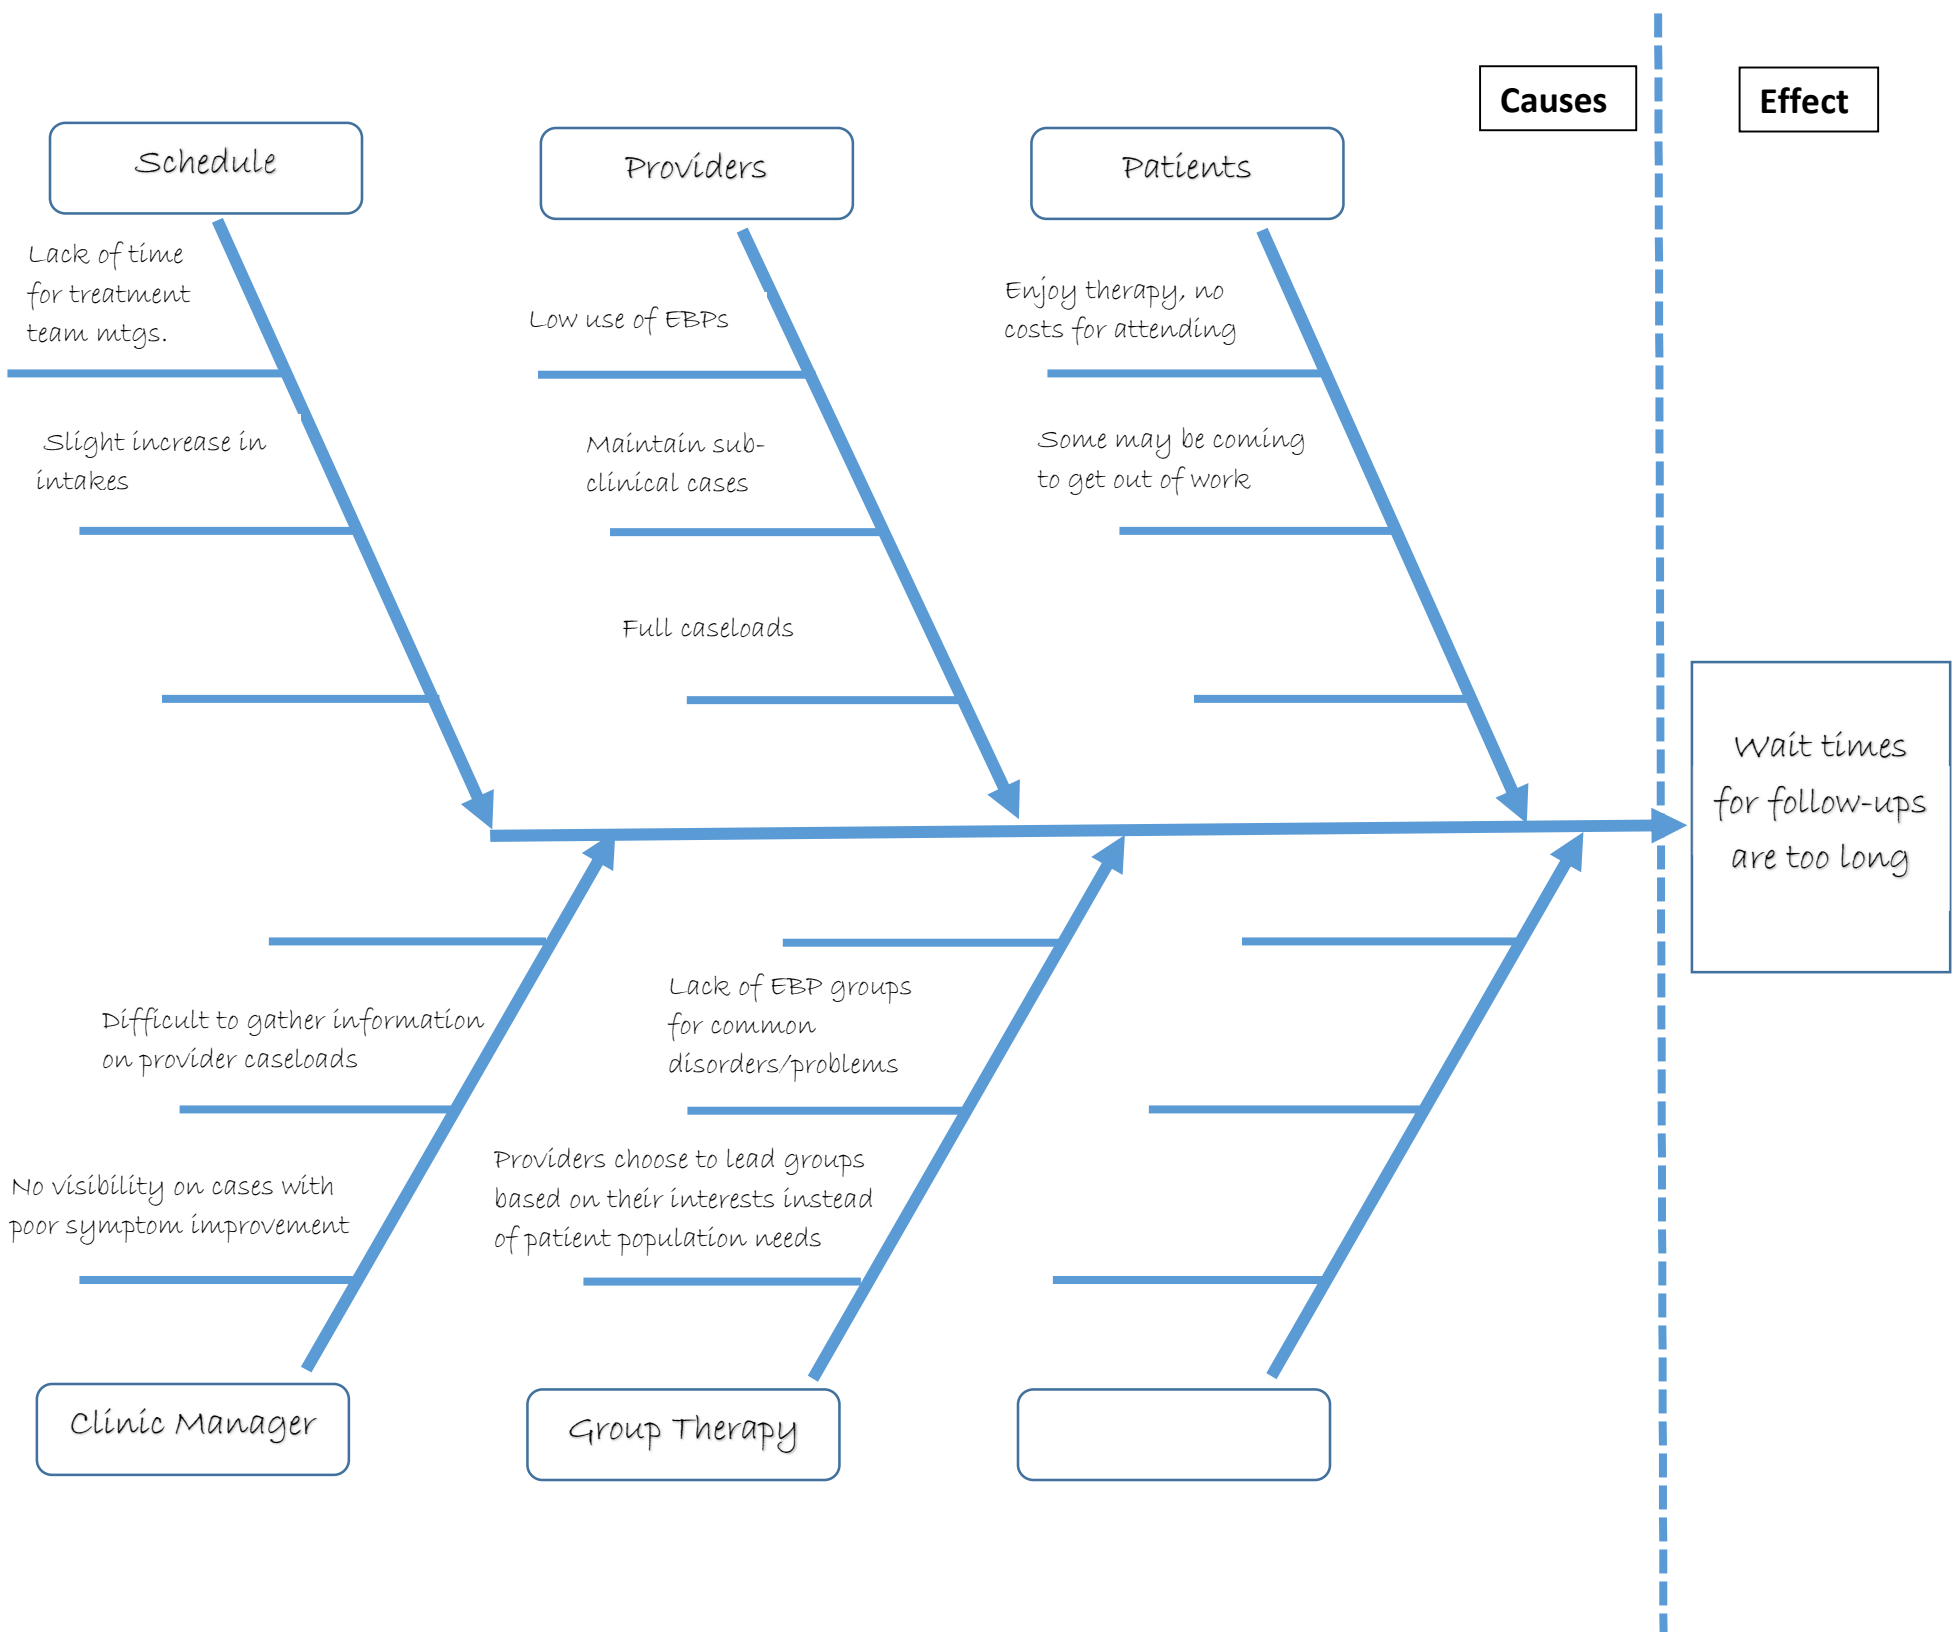 Causes
Effect
Schedule
Providers
Patients
Lack of time
for treatment
team mtgs.
Slight increase in
intakes
Low use of EBPs
Maintain sub-
clinical cases
Full caseloads
Enjoy therapy, no
costs for attending
Some may be coming
to get out of work
Wait times
for follow-ups
are too long
Difficult to gather information
on provider caseloads
No visibility on cases with
poor symptom improvement
Lack of EBP groups
for common
disorders/problems
Providers choose to lead groups
based on their interests instead
of patient population needs
Clinic Manager
Group Therapy